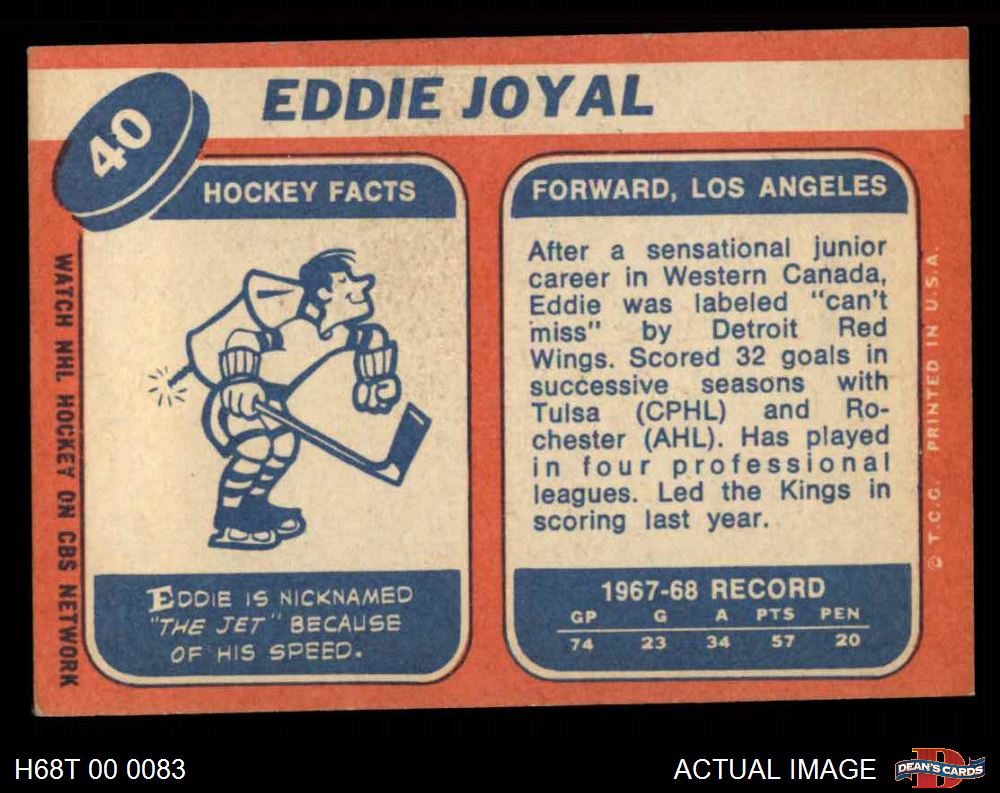 40
EDDIE JOYAL
HOCKEY FACTS
EDDIE IS NICKNAMED
"THE JET" BECAUSE
OF HIS SPEED.
WATCH NHL HOCKEY ON CBS NETWORK
FORWARD, LOS ANGELES
After a sensational junior
career in Western Canada,
Eddie was labeled "can't
miss" by Detroit Red
Wings. Scored 32 goals in
successive seasons with
Tulsa (CPHL) and Ro-
chester (AHL). Has played
in four professional
leagues. Led the Kings in
scoring last year.
1967-68 RECORD
GP G A PTS PEN
74 23 34 57 20
© T.C.G. PRINTED IN U.S.A.
H68T 00 0083
ACTUAL IMAGE
DEAN'S CARDS